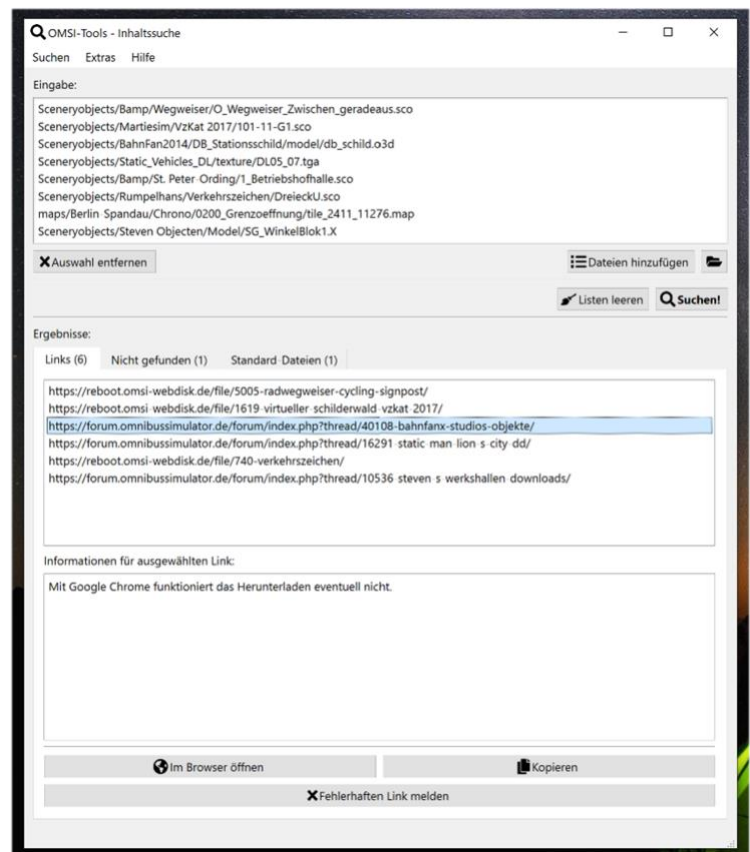 OMSI-Tools - Inhaltssuche
Suchen Extras Hilfe
Eingabe:
Sceneryobjects/Bamp/Wegweiser/O_Wegweiser_Zwischen_geradeaus.sco
Sceneryobjects/Martiesim/VzKat 2017/101-11-G1.sco
Sceneryobjects/BahnFan2014/DB_Stationsschild/model/db_schild.o3d
Sceneryobjects/Static_Vehicles_DL/texture/DL05_07.tga
Sceneryobjects/Bamp/St. Peter-Ording/1_Betriebshofhalle.sco
Sceneryobjects/Rumpelhans/Verkehrszeichen/DreieckU.sco
maps/Berlin-Spandau/Chrono/0200_Grenzoeffnung/tile_2411_11276.map
Sceneryobjects/Steven Objecten/Model/SG_WinkelBlok1.X
Auswahl entfernen Dateien hinzufügen
Listen leeren Suchen!
Ergebnisse:
Links (6) Nicht gefunden (1) Standard-Dateien (1)
https://reboot.omsi-webdisk.de/file/5005-radwegweiser-cycling-signpost/
https://reboot.omsi-webdisk.de/file/1619-virtueller-schilderwald-vzkat-2017/
https://forum.omnibussimulator.de/forum/index.php?thread/40108-bahnfanx-studios-objekte/
https://forum.omnibussimulator.de/forum/index.php?thread/16291-static-man-lion-s-city-dd/
https://reboot.omsi-webdisk.de/file/740-verkehrszeichen/
https://forum.omnibussimulator.de/forum/index.php?thread/10536-steven-s-werkshallen-downloads/
Informationen für ausgewählten Link:
Mit Google Chrome funktioniert das Herunterladen eventuell nicht.
Im Browser öffnen Kopieren
Fehlerhaften Link melden